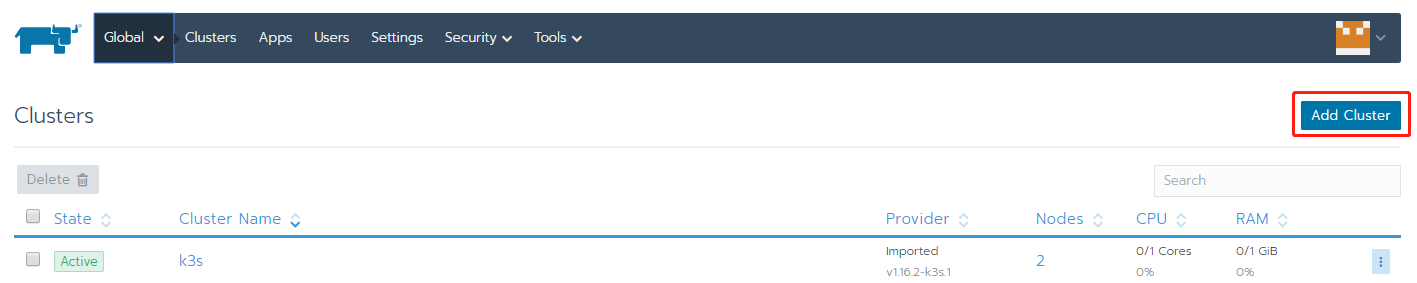 Global Clusters Apps Users Settings Security Tools
Clusters
Add Cluster
Delete
Search
State Cluster Name Provider Nodes CPU RAM
Active k3s Imported 2 0/1 Cores 0/1 GiB
v1.16.2-k3s.1 0% 0%